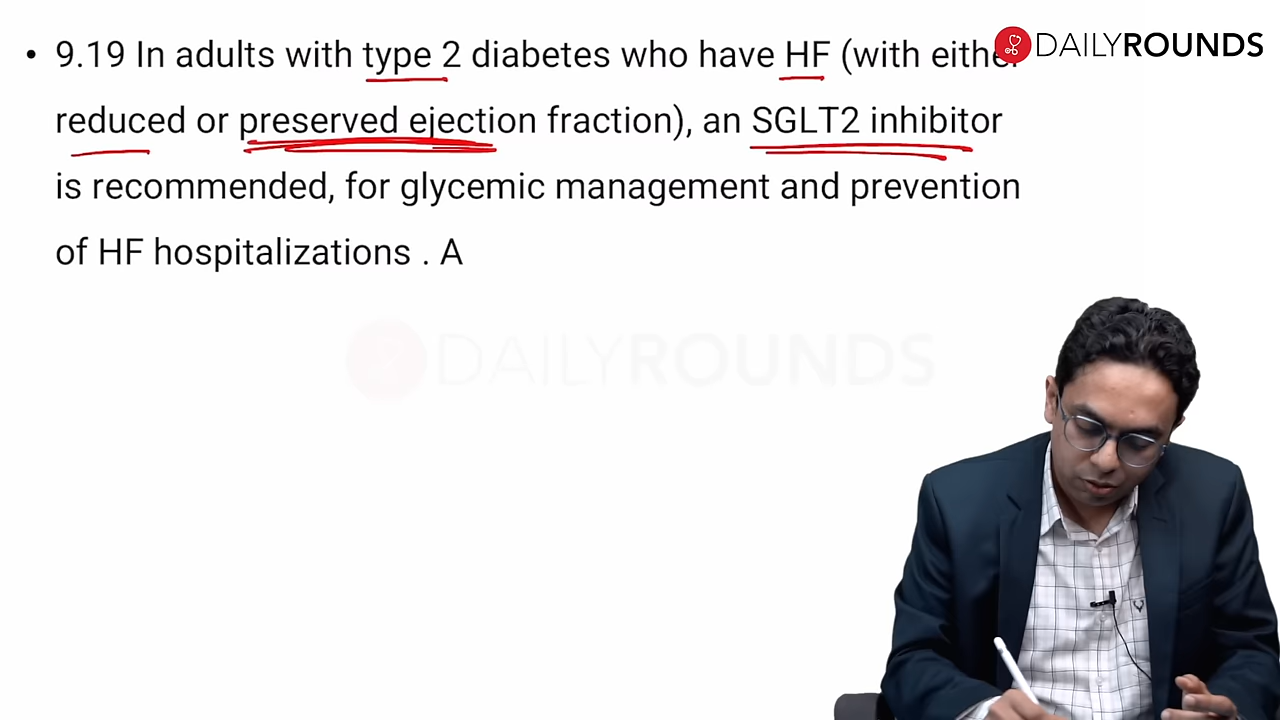 DAILYROUNDS
• 9.19 In adults with type 2 diabetes who have HF (with either
reduced or preserved ejection fraction), an SGLT2 inhibitor
is recommended, for glycemic management and prevention
of HF hospitalizations . A
DAILYROUNDS